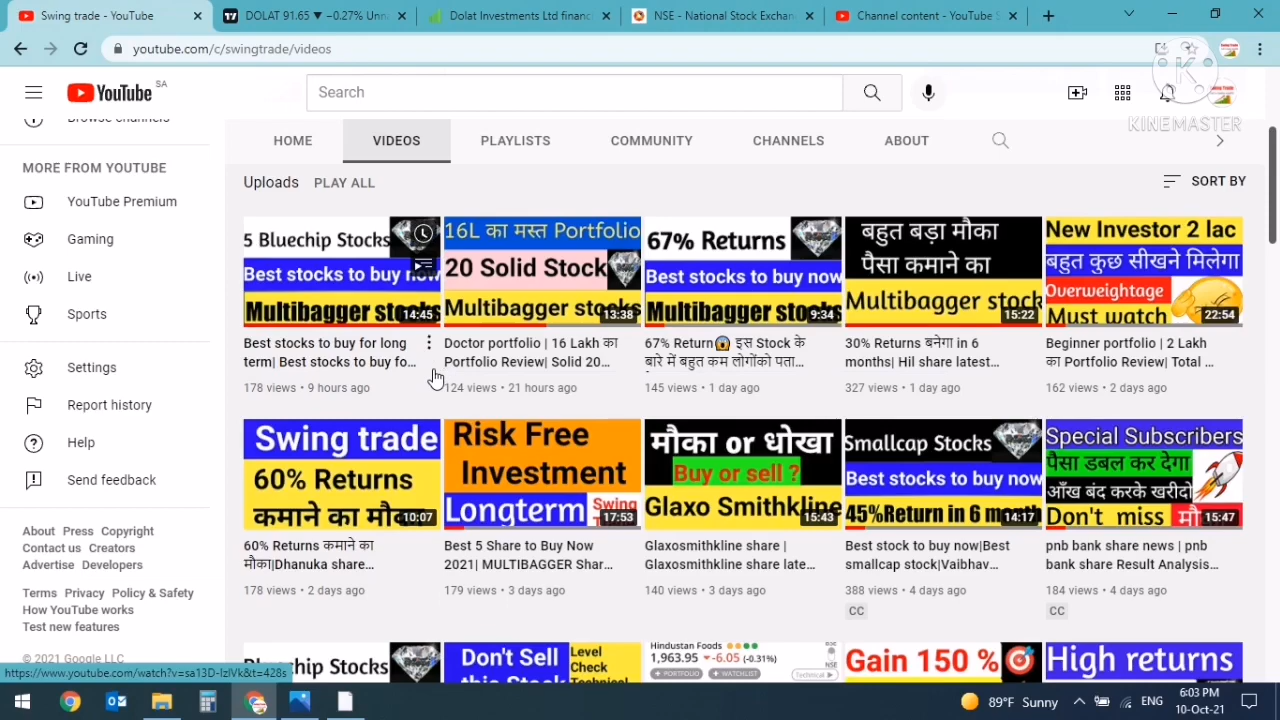 Swing trade - YouTube
DOLAT 91.65 ▼ −0.27% Unn
Dolat Investments Ltd financ
NSE - National Stock Exchan
Channel content - YouTube S
youtube.com/c/swingtrade/videos
YouTube SA
Search
KINEMASTER
Browse channels
MORE FROM YOUTUBE
YouTube Premium
Gaming
Live
Sports
Settings
Report history
Help
Send feedback
About Press Copyright
Contact us Creators
Advertise Developers
Terms Privacy Policy & Safety
How YouTube works
Test new features
© 2021 Google LLC
HOME VIDEOS PLAYLISTS COMMUNITY CHANNELS ABOUT
Uploads PLAY ALL SORT BY
5 Bluechip Stocks
Best stocks to buy now
Multibagger stocks
14:45
Best stocks to buy for long
term| Best stocks to buy fo...
178 views • 9 hours ago
16L का मस्त Portfolio
20 Solid Stock
Multibagger stocks
13:38
Doctor portfolio | 16 Lakh का
Portfolio Review| Solid 20...
124 views • 21 hours ago
67% Returns
Best stocks to buy now
Multibagger stocks
9:34
67% Return😱 इस Stock के
बारे में बहुत कम लोगोंको पता...
145 views • 1 day ago
बहुत बड़ा मौका
पैसा कमाने का
Multibagger stock
15:22
30% Returns बनेगा in 6
months| Hil share latest...
327 views • 1 day ago
New Investor 2 lac
बहुत कुछ सीखने मिलेगा
Overweightage
Must watch
22:54
Beginner portfolio | 2 Lakh
का Portfolio Review| Total ...
162 views • 2 days ago
Swing trade
60% Returns
कमाने का
10:07
60% Returns कमाने का
मौका|Dhanuka share...
178 views • 2 days ago
Risk Free
Investment
Longterm Swing
17:53
Best 5 Share to Buy Now
2021| MULTIBAGGER Shar...
179 views • 3 days ago
मौका or धोखा
Buy or sell ?
Glaxo Smithkline
15:43
Glaxosmithkline share |
Glaxosmithkline share late...
140 views • 3 days ago
Smallcap Stocks
Best stocks to buy now
45%Return in 6 month
14:17
Best stock to buy now|Best
smallcap stock|Vaibhav...
388 views • 4 days ago
CC
Special Subscribers
पैसा डबल कर देगा
आँख बंद करके खरीदो
Don't miss
15:47
pnb bank share news | pnb
bank share Result Analysis...
184 views • 4 days ago
CC
Bluechip Stocks
Don't Sell
this Stock
Level
Check
Technical
Hindustan Foods
1,963.95 ▼-6.05 (-0.31%)
+ PORTFOLIO + WATCHLIST
BSE
NSE
Technical
Gain 150 %
High returns
https://www.youtube.com/watch?v=sa13D-IziVk&t=428s
89°F Sunny
ENG
6:03 PM
10-Oct-21